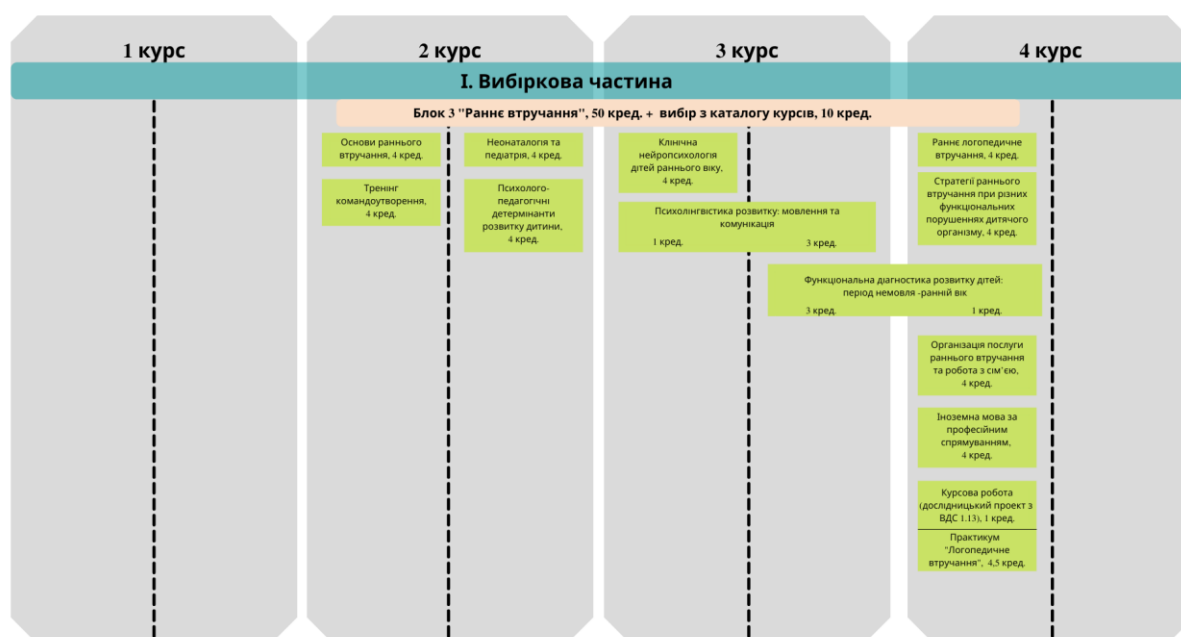 1 курс
2 курс
3 курс
4 курс
І. Вибіркова частина
Блок 3 "Раннє втручання", 50 кред. + вибір з каталогу курсів, 10 кред.
Основи раннього
втручання, 4 кред.
Тренінг
командоутворення,
4 кред.
Неонаталогія та
педіатрія, 4 кред.
Психолого-
педагогічні
детермінанти
розвитку дитини,
4 кред.
Клінічна
нейропсихологія
дітей раннього віку,
4 кред.
Психолінгвістика розвитку: мовлення та
комунікація
1 кред.
3 кред.
Функціональна діагностика розвитку дітей:
період немовля -ранній вік
3 кред.
1 кред.
Раннє логопедичне
втручання, 4 кред.
Стратегії раннього
втручання при різних
функціональних
порушеннях дитячого
організму, 4 кред.
Організація послуги
раннього втручання
та робота з сім'єю,
4 кред.
Іноземна мова за
професійним
спрямуванням,
4 кред.
Курсова робота
(дослідницький проект з
ВДС 1.13), 1 кред.
Практикум
"Логопедичне
втручання", 4,5 кред.